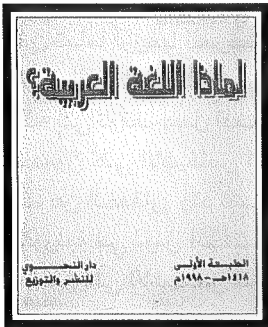 لماذا اللغة العربية؟
الطبعة الأولى
١٤١٨هـ - ١٩٩٨م
دار النحوي
للنشر والتوزيع